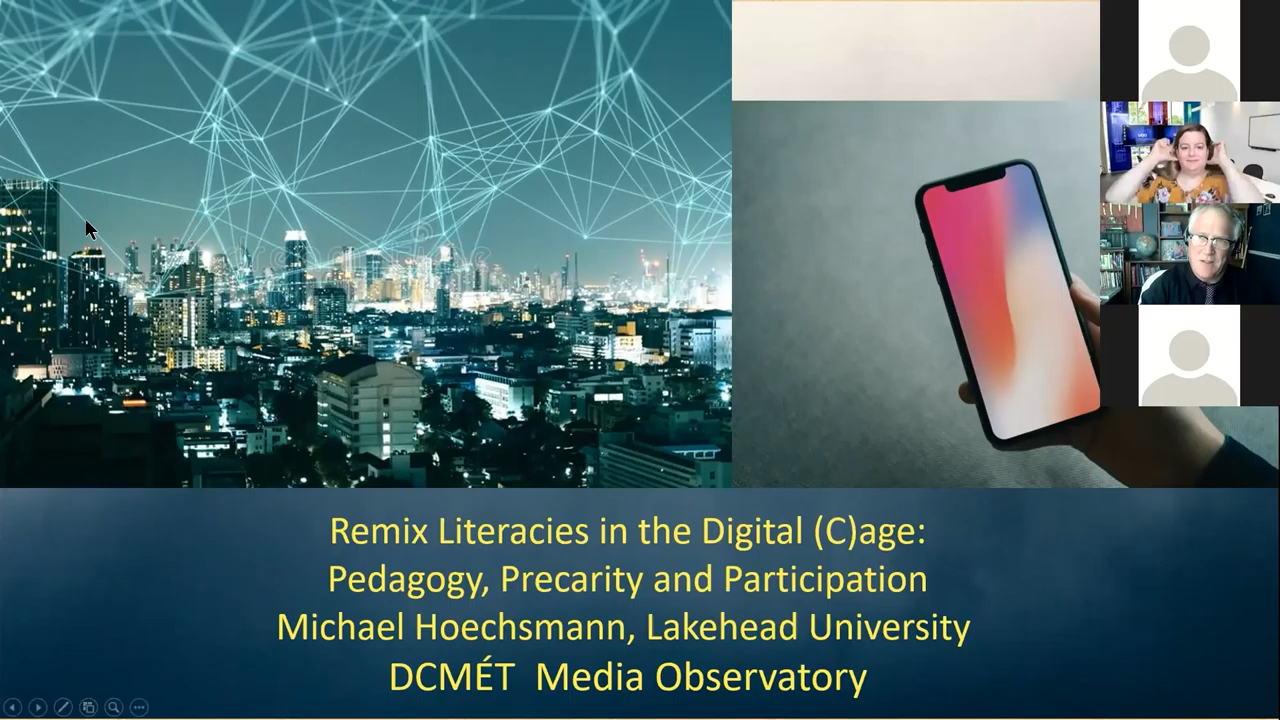 Remix Literacies in the Digital (C)age:
Pedagogy, Precarity and Participation
Michael Hoechsmann, Lakehead University
DCMÉT  Media Observatory